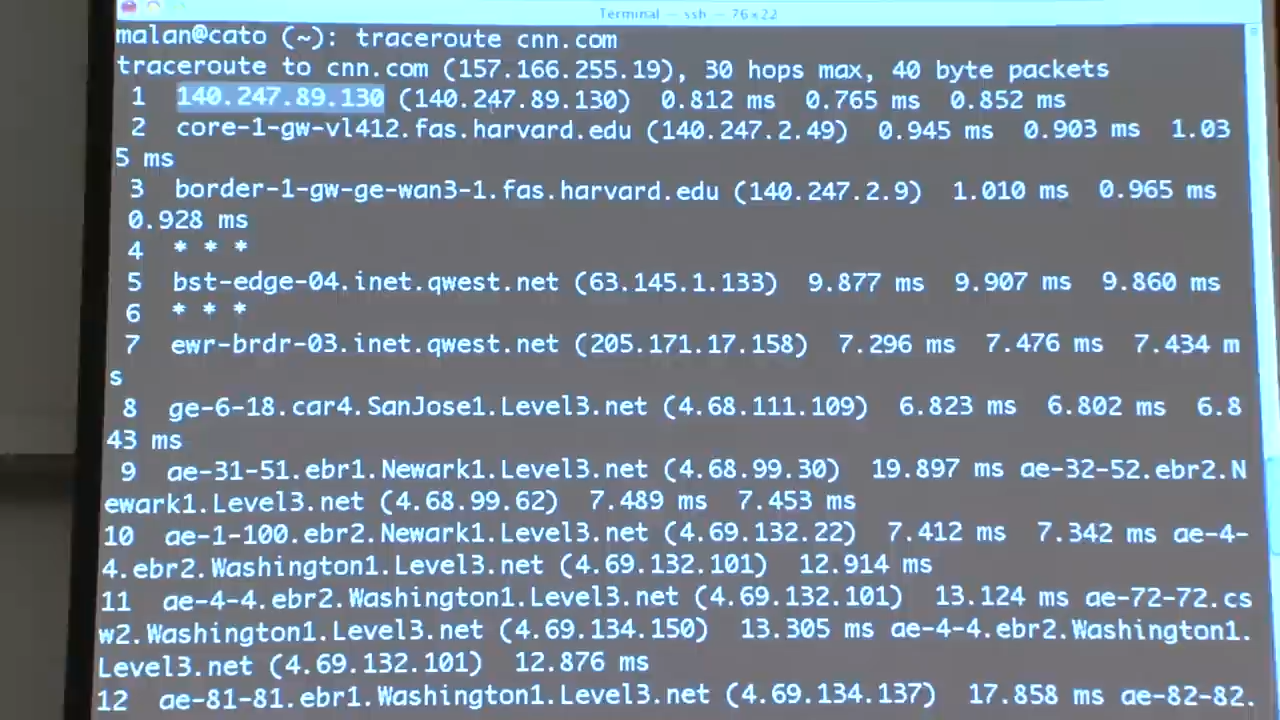 Terminal — ssh — 76x22
malan@cato (~): traceroute cnn.com
traceroute to cnn.com (157.166.255.19), 30 hops max, 40 byte packets
1 140.247.89.130 (140.247.89.130) 0.812 ms 0.765 ms 0.852 ms
2 core-1-gw-vl412.fas.harvard.edu (140.247.2.49) 0.945 ms 0.903 ms 1.03
5 ms
3 border-1-gw-ge-wan3-1.fas.harvard.edu (140.247.2.9) 1.010 ms 0.965 ms
0.928 ms
4 * * *
5 bst-edge-04.inet.qwest.net (63.145.1.133) 9.877 ms 9.907 ms 9.860 ms
6 * * *
7 ewr-brdr-03.inet.qwest.net (205.171.17.158) 7.296 ms 7.476 ms 7.434 m
s
8 ge-6-18.car4.SanJose1.Level3.net (4.68.111.109) 6.823 ms 6.802 ms 6.8
43 ms
9 ae-31-51.ebr1.Newark1.Level3.net (4.68.99.30) 19.897 ms ae-32-52.ebr2.N
ewark1.Level3.net (4.68.99.62) 7.489 ms 7.453 ms
10 ae-1-100.ebr2.Newark1.Level3.net (4.69.132.22) 7.412 ms 7.342 ms ae-4-
4.ebr2.Washington1.Level3.net (4.69.132.101) 12.914 ms
11 ae-4-4.ebr2.Washington1.Level3.net (4.69.132.101) 13.124 ms ae-72-72.cs
w2.Washington1.Level3.net (4.69.134.150) 13.305 ms ae-4-4.ebr2.Washington1.
Level3.net (4.69.132.101) 12.876 ms
12 ae-81-81.ebr1.Washington1.Level3.net (4.69.134.137) 17.858 ms ae-82-82.